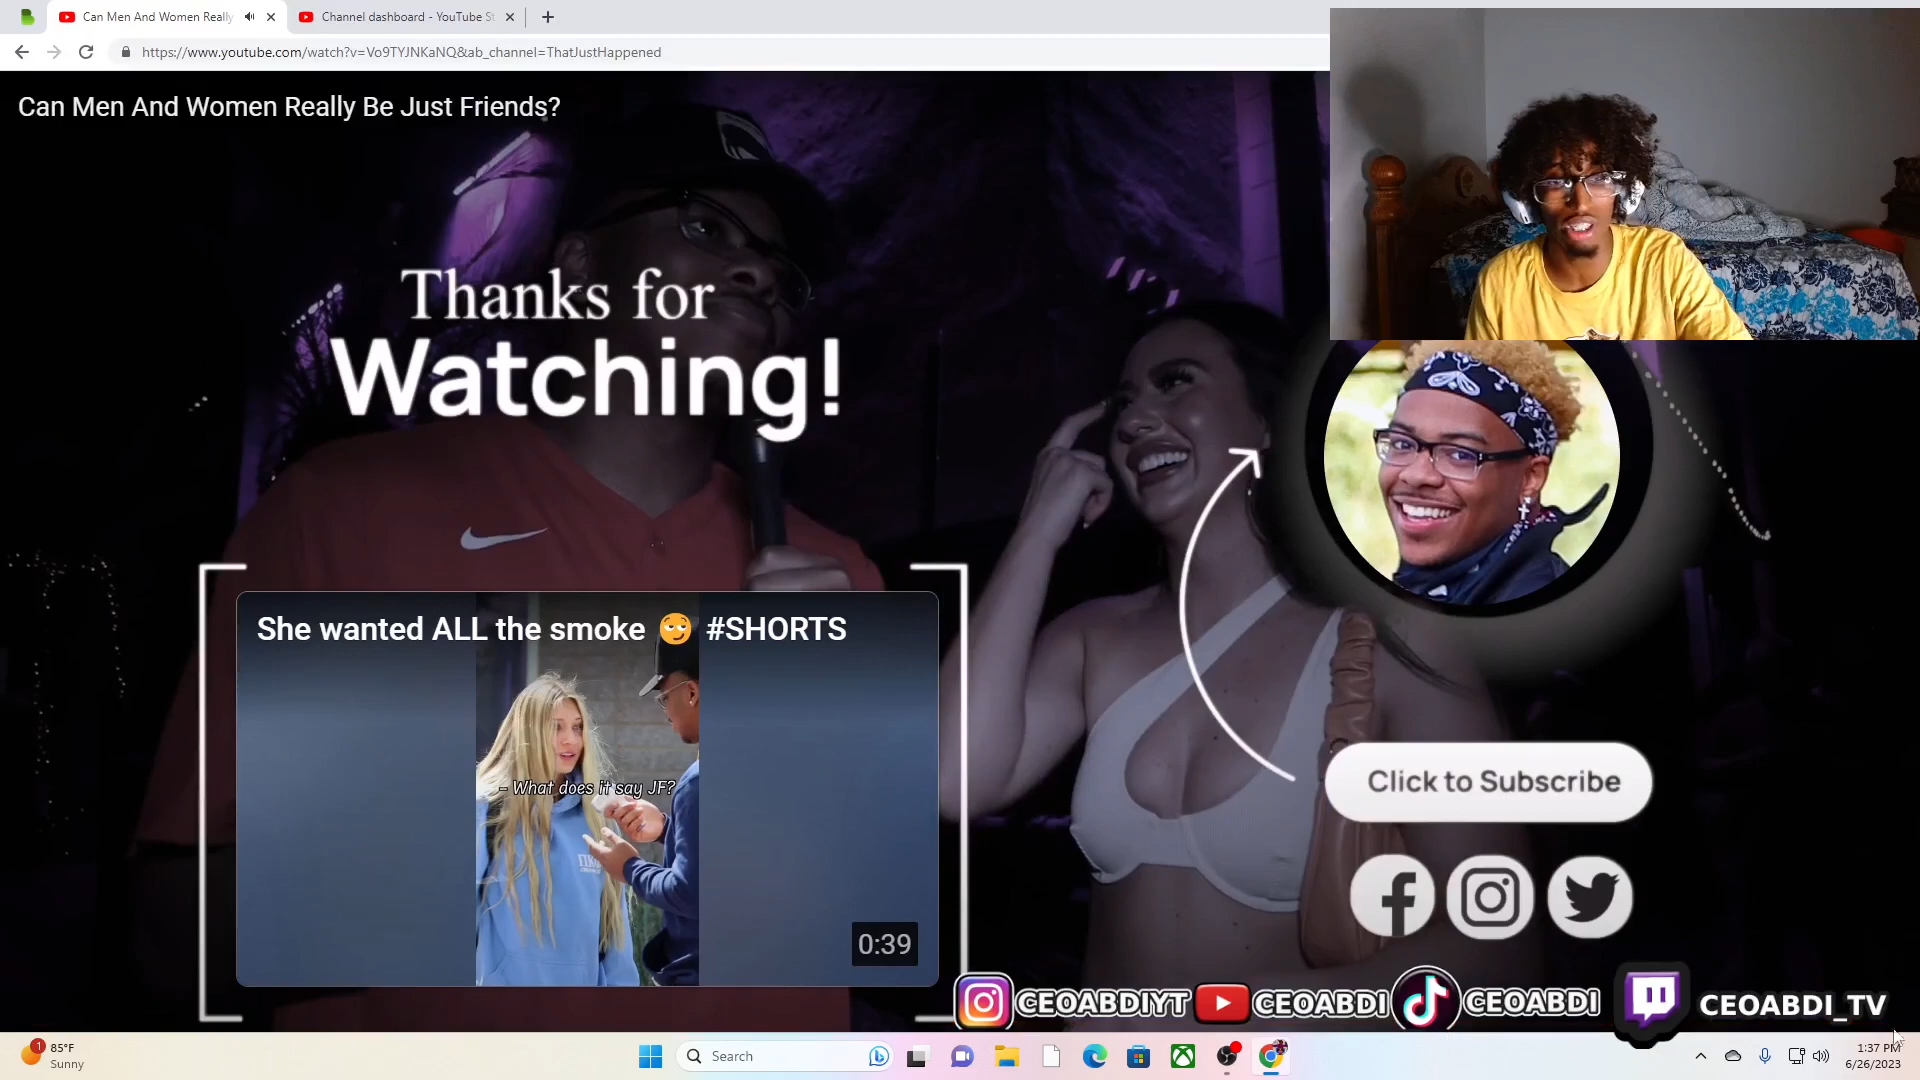 Can Men And Women Really
Channel dashboard - YouTube St
https://www.youtube.com/watch?v=Vo9TYJNKaNQ&ab_channel=ThatJustHappened
Can Men And Women Really Be Just Friends?
Thanks for
Watching!
She wanted ALL the smoke 😏 #SHORTS
- What does it say JF?
0:39
Click to Subscribe
CEOABDIYT
CEOABDI
CEOABDI
CEOABDI_TV
1
85°F
Sunny
Search
1:37 PM
6/26/2023